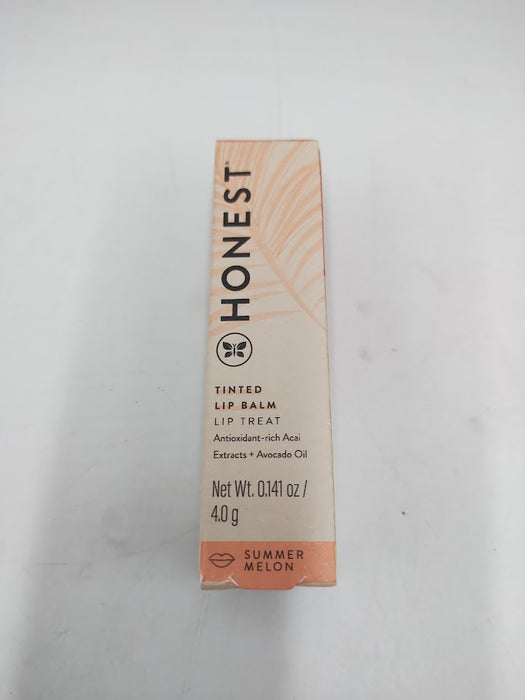 HONEST®
TINTED
LIP BALM
LIP TREAT
Antioxidant-rich Acai
Extracts + Avocado Oil
Net Wt. 0.141 oz /
4.0 g
SUMMER
MELON